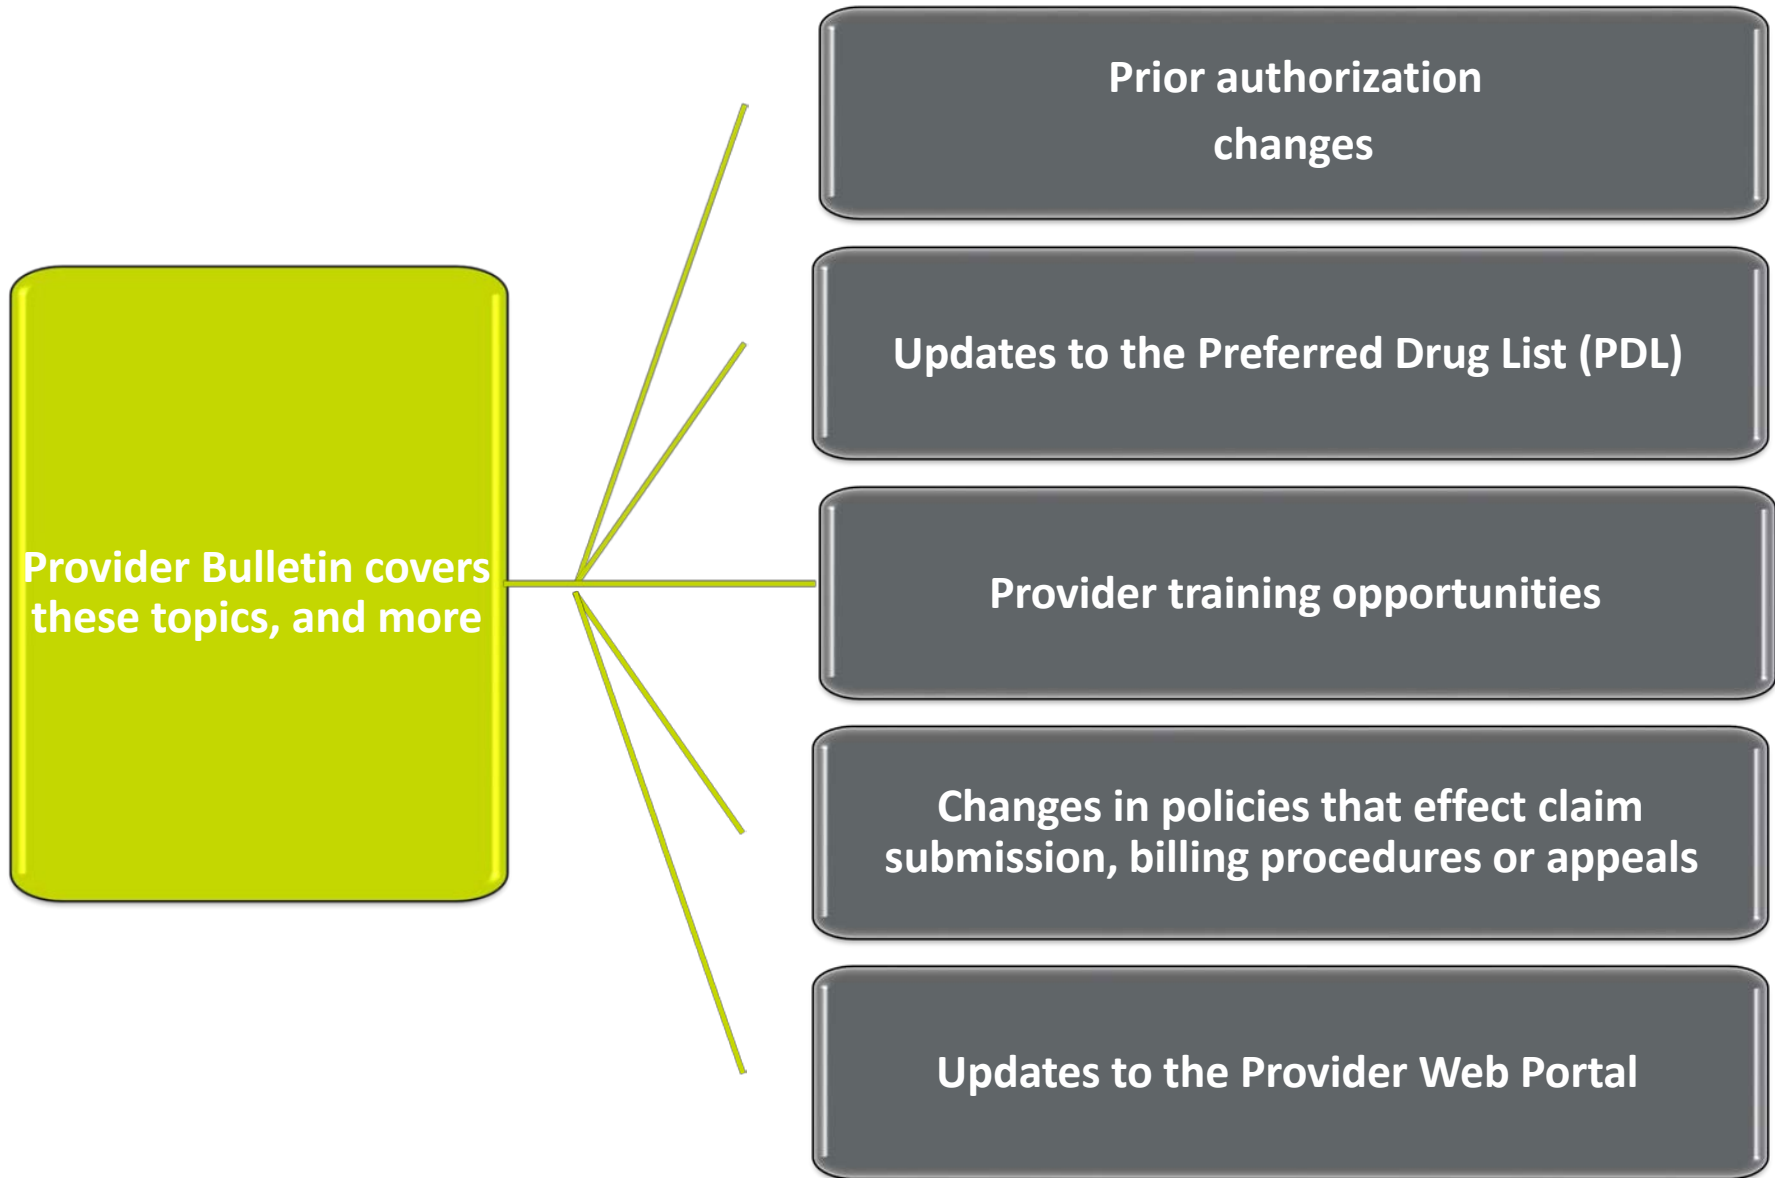 Provider Bulletin covers
these topics, and more
Prior authorization
changes
Updates to the Preferred Drug List (PDL)
Provider training opportunities
Changes in policies that effect claim
submission, billing procedures or appeals
Updates to the Provider Web Portal